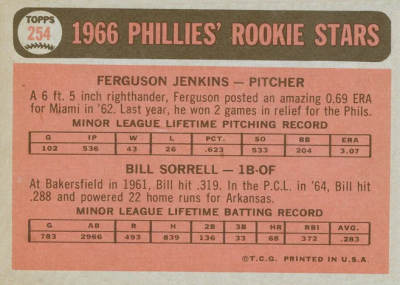 TOPPS
254
1966 PHILLIES' ROOKIE STARS
FERGUSON JENKINS — PITCHER
A 6 ft. 5 inch righthander, Ferguson posted an amazing 0.69 ERA
for Miami in '62. Last year, he won 2 games in relief for the Phils.
MINOR LEAGUE LIFETIME PITCHING RECORD
G IP W L PCT. SO BB ERA
102 536 43 26 .623 533 204 3.07
BILL SORRELL — 1B-OF
At Bakersfield in 1961, Bill hit .319. In the P.C.L. in '64, Bill hit
.288 and powered 22 home runs for Arkansas.
MINOR LEAGUE LIFETIME BATTING RECORD
G AB R H 2B 3B HR RBI AVG.
783 2966 493 839 136 33 68 372 .283
©T.C.G. PRINTED IN U.S.A.